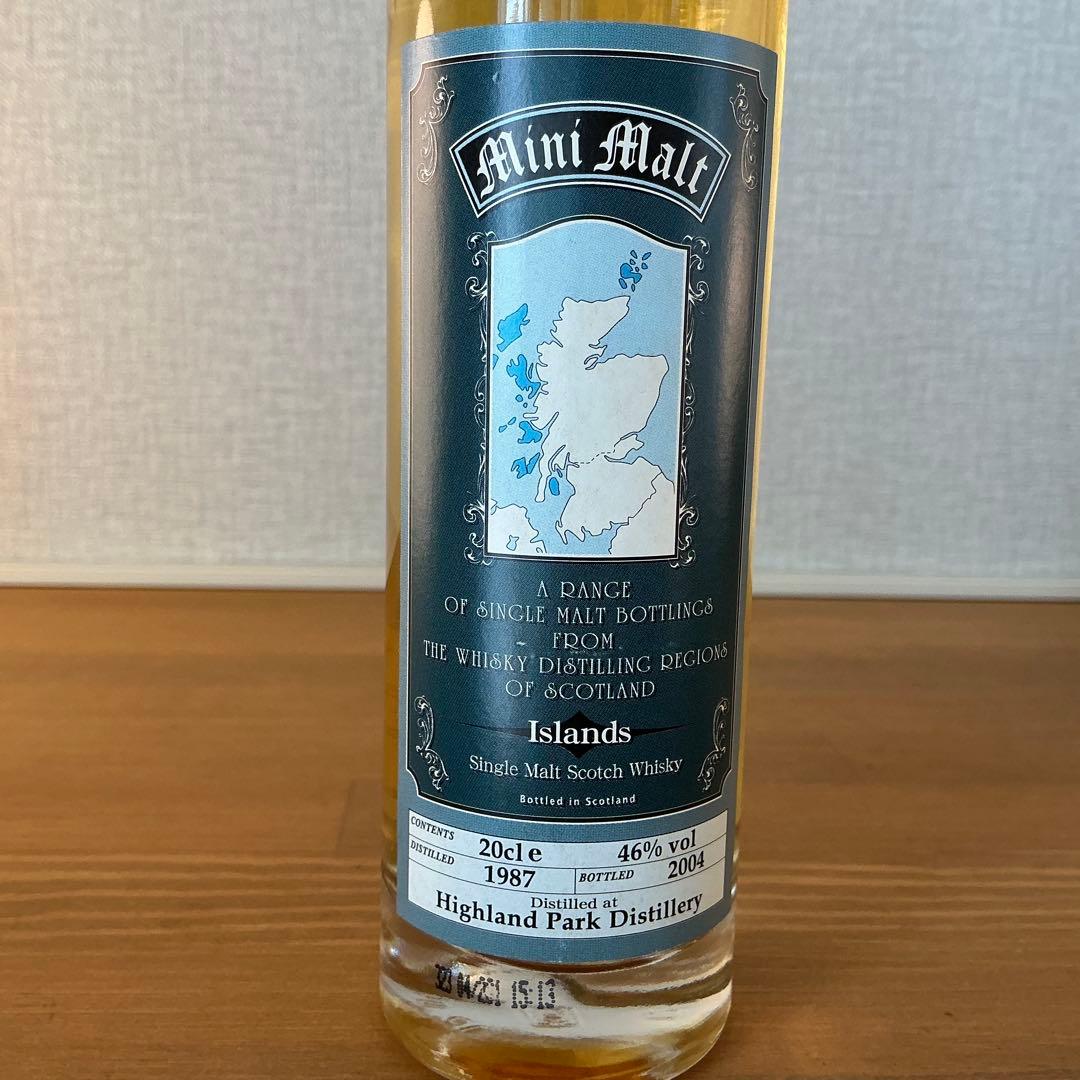 Mini Malt
A RANGE
OF SINGLE MALT BOTTLINGS
~ FROM ~
THE WHISKY DISTILLING REGIONS
OF SCOTLAND
Islands
Single Malt Scotch Whisky
Bottled in Scotland
CONTENTS 20cl e 46% vol
DISTILLED 1987 BOTTLED 2004
Distilled at
Highland Park Distillery